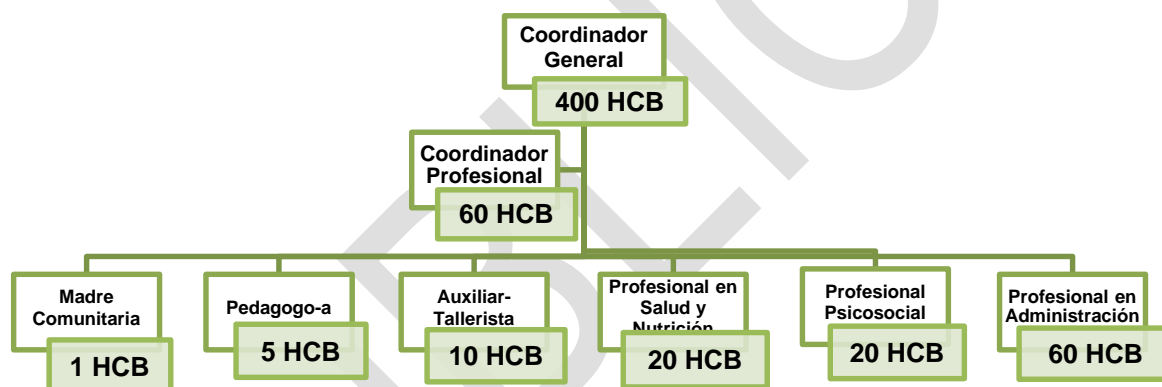 Coordinador
General
400 HCB
Coordinador
Profesional
60 HCB
Madre
Comunitaria
1 HCB
Pedagogo-a
5 HCB
Auxiliar-
Tallerista
10 HCB
Profesional en
Salud y
Nutrición
20 HCB
Profesional
Psicosocial
20 HCB
Profesional en
Administración
60 HCB